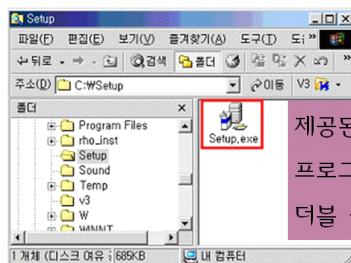 Setup
파일(F) 편집(E) 보기(V) 즐겨찾기(A) 도구(T) 도 »
뒤로 검색 폴더 »
주소(D) C:\Setup 이동 V3 »
폴더
Program Files
rho_inst
Setup
Sound
Temp
v3
W
WINNT
Setup.exe
제공된
프로그
더블
1 개체 (디스크 여유 : 685KB 내 컴퓨터